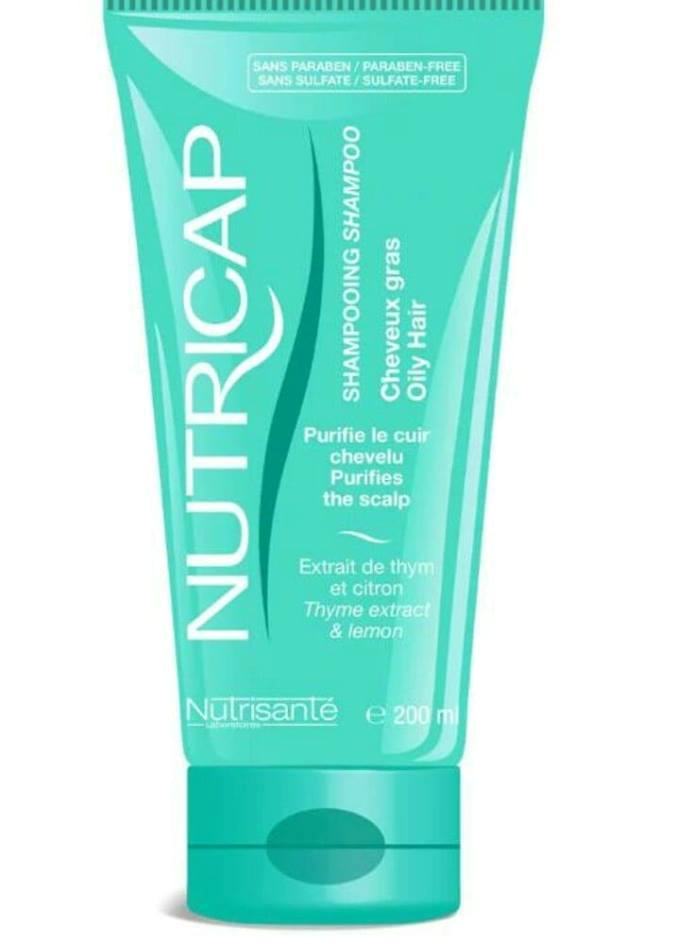 SANS PARABEN / PARABEN-FREE
SANS SULFATE / SULFATE-FREE
NUTRICAP
SHAMPOOING SHAMPOO
Cheveux gras
Oily Hair
Purifie le cuir
chevelu
Purifies
the scalp
Extrait de thym
et citron
Thyme extract
& lemon
Nutrisanté
Laboratoires
℮ 200 ml